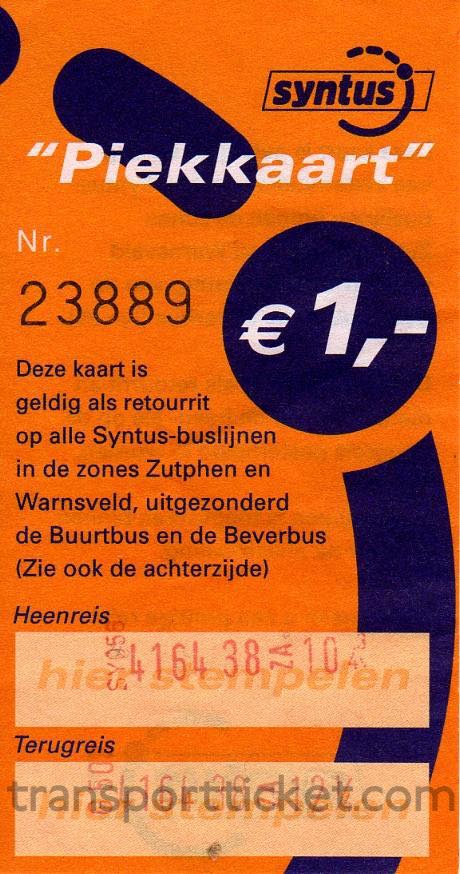 syntus
"Piekkaart"
Nr.
23889
€ 1,-
Deze kaart is
geldig als retourrit
op alle Syntus-buslijnen
in de zones Zutphen en
Warnsveld, uitgezonderd
de Buurtbus en de Beverbus
(Zie ook de achterzijde)
Heenreis
hier stempelen
4164 38 ZA 10
Terugreis
hier stempelen
transportticket.com